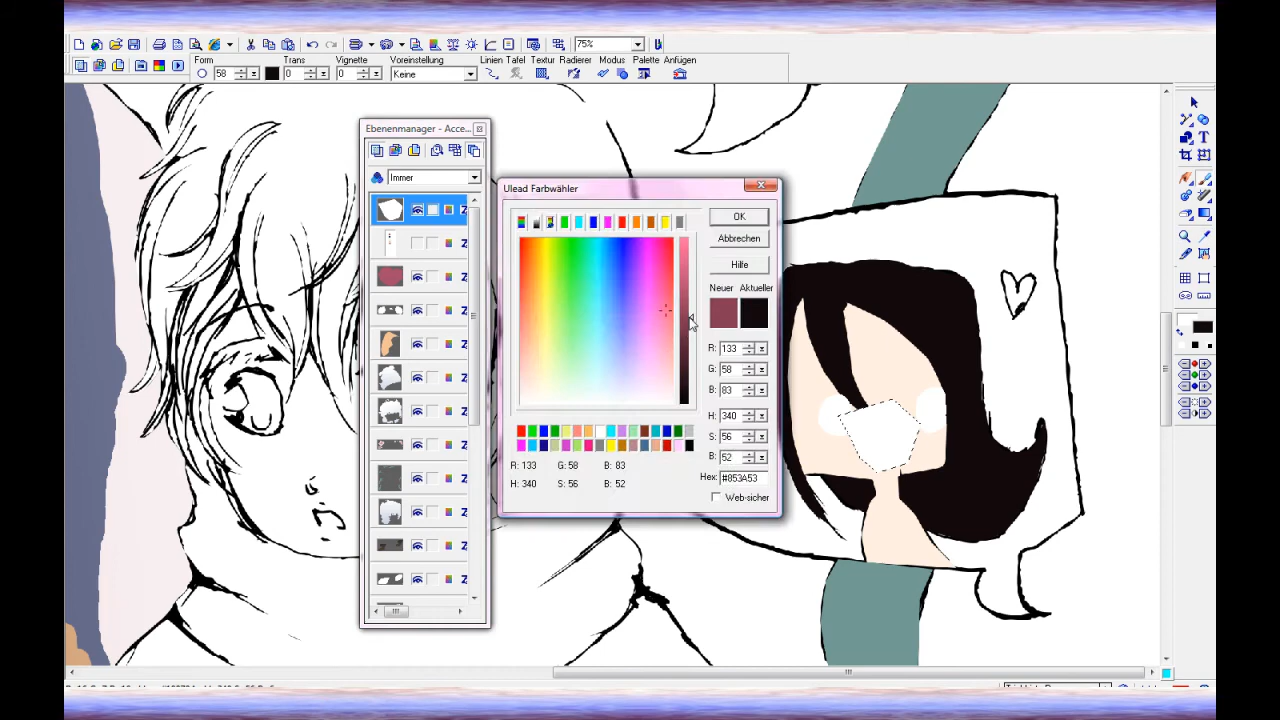 75%
Form
Trans
Vignette
Voreinstellung
Linien
Tafel
Textur
Radierer
Modus
Palette
Anfügen
58
0
0
Keine
Ebenenmanager - Acce...
Immer
Ulead Farbwähler
OK
Abbrechen
Hilfe
Neuer
Aktueller
R: 133
G: 58
B: 83
H: 340
S: 56
B: 52
Hex: #853A53
Web-sicher
R: 133
G: 58
B: 83
H: 340
S: 56
B: 52